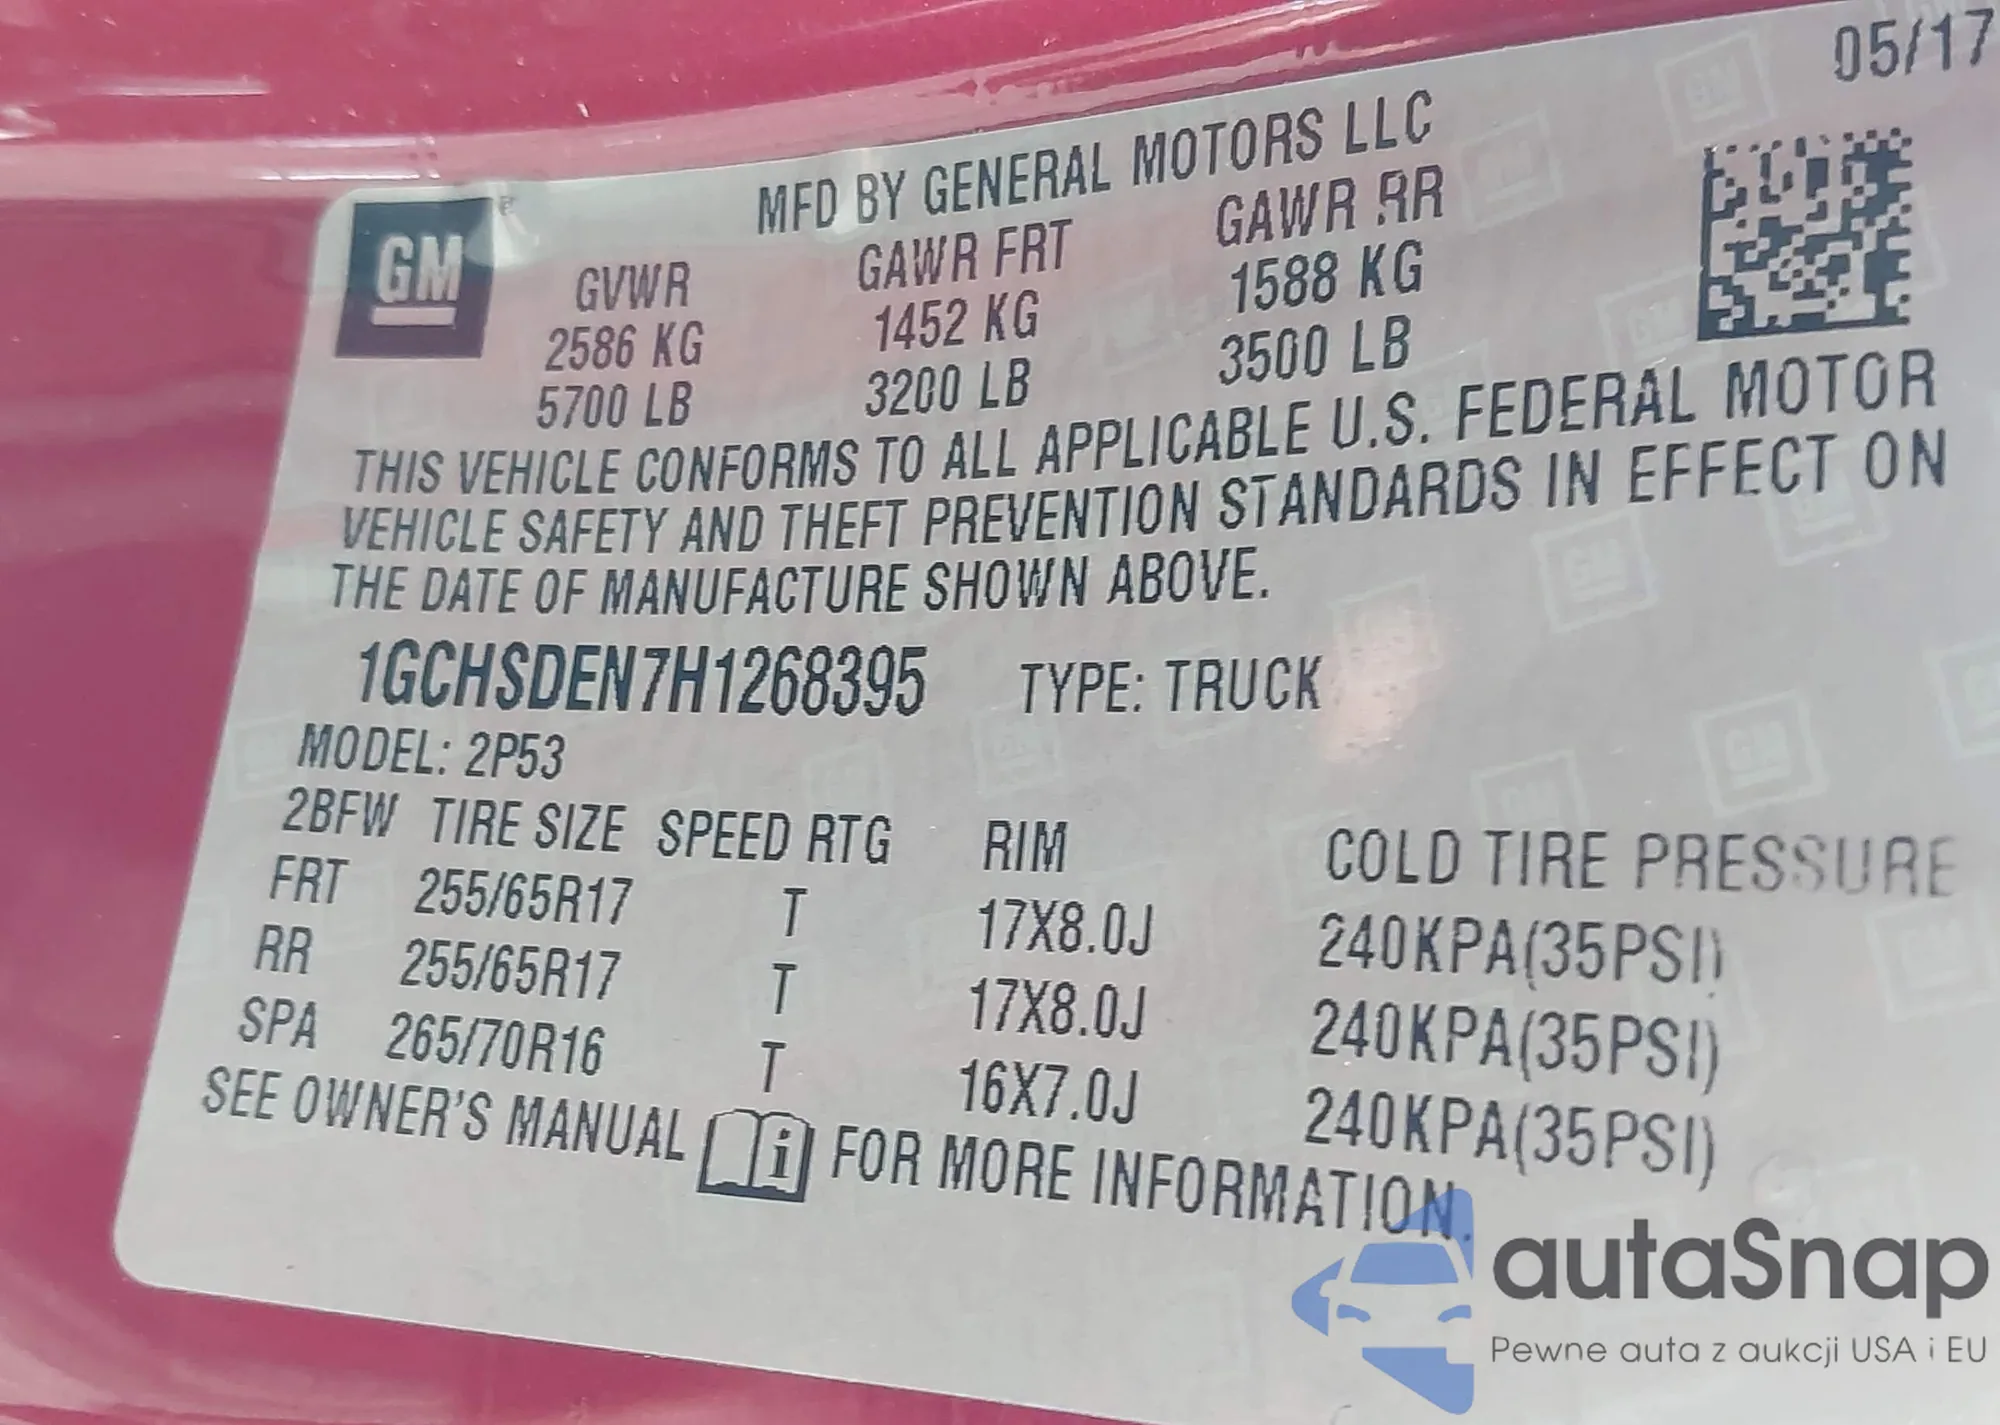 05/17
MFD BY GENERAL MOTORS LLC
GM
GVWR GAWR FRT GAWR RR
2586 KG 1452 KG 1588 KG
5700 LB 3200 LB 3500 LB
THIS VEHICLE CONFORMS TO ALL APPLICABLE U.S. FEDERAL MOTOR
VEHICLE SAFETY AND THEFT PREVENTION STANDARDS IN EFFECT ON
THE DATE OF MANUFACTURE SHOWN ABOVE.
1GCHSDEN7H1268395 TYPE: TRUCK
MODEL: 2P53
2BFW TIRE SIZE SPEED RTG RIM COLD TIRE PRESSURE
FRT 255/65R17 T 17X8.0J 240KPA(35PSI)
RR 255/65R17 T 17X8.0J 240KPA(35PSI)
SPA 265/70R16 T 16X7.0J 240KPA(35PSI)
SEE OWNER'S MANUAL i FOR MORE INFORMATION.
autaSnap
Pewne auta z aukcji USA i EU